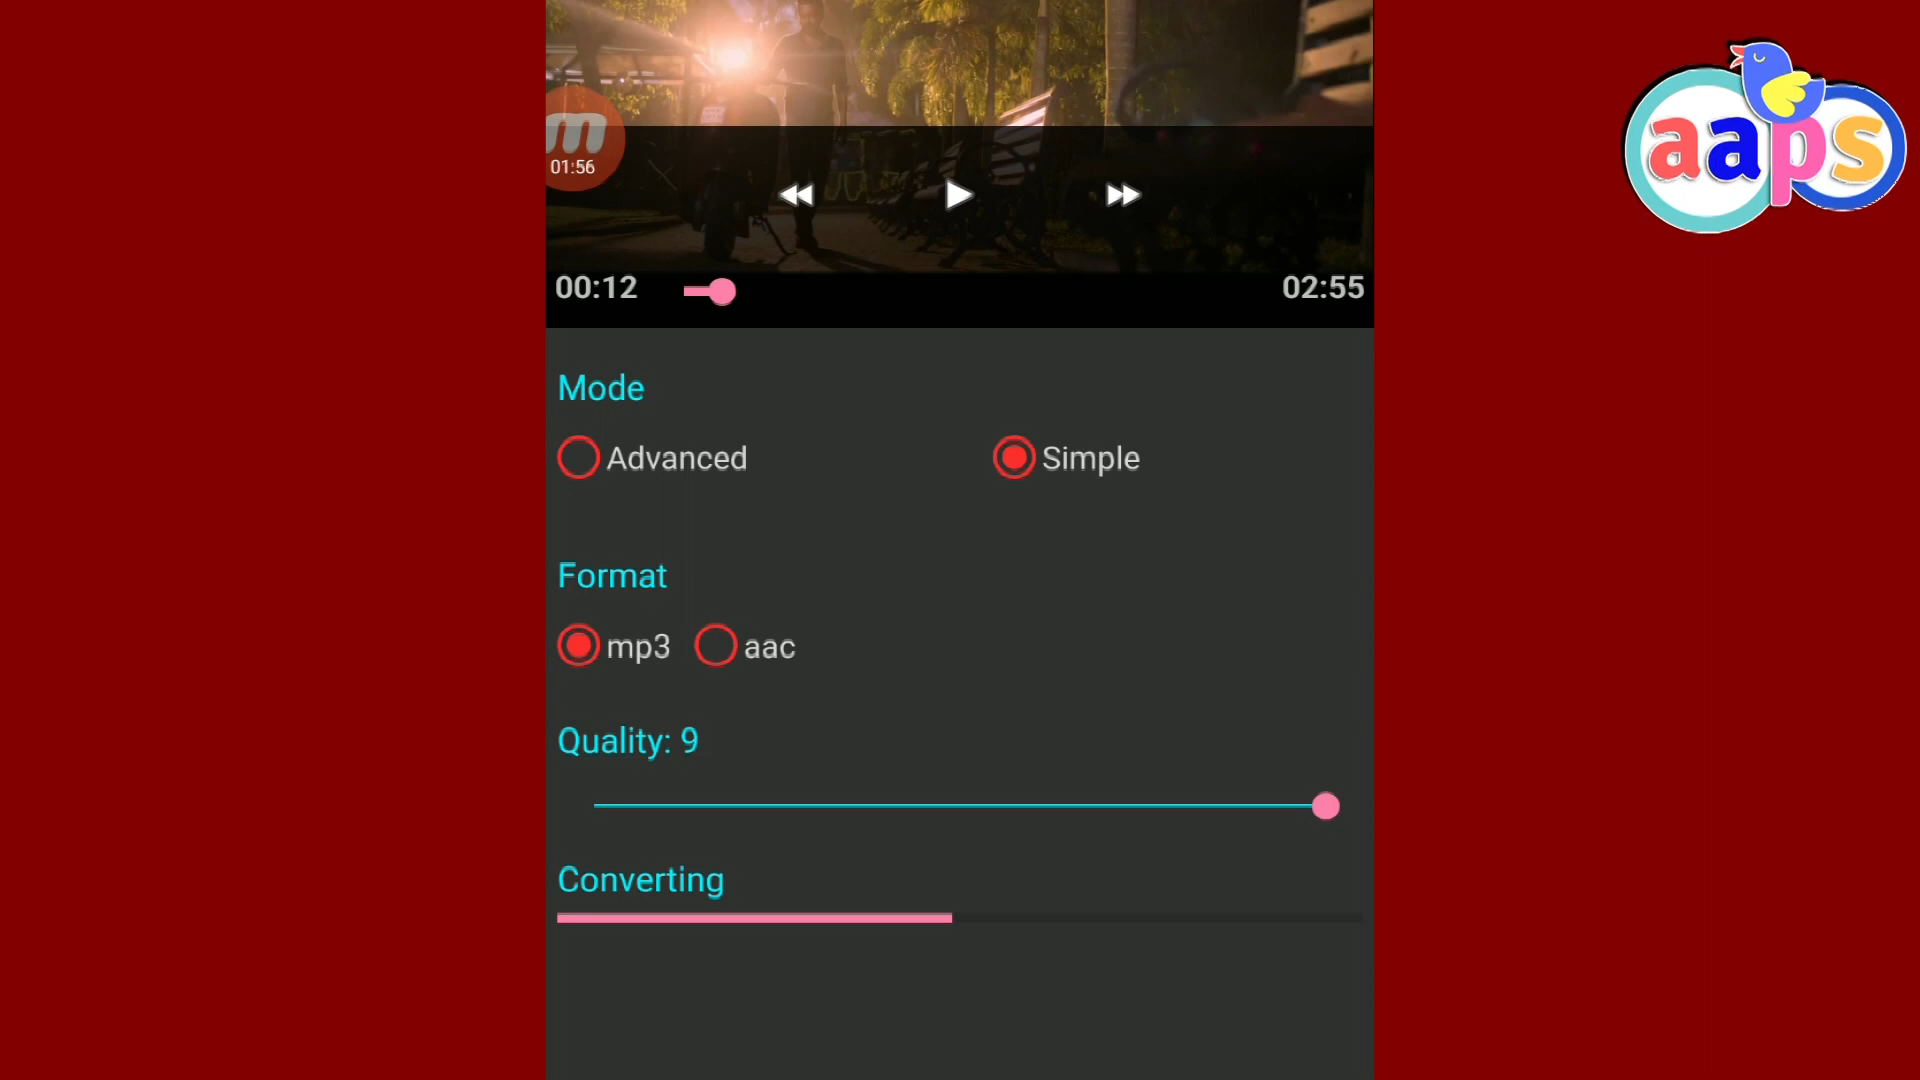 m
01:56
aaps
00:12
02:55
Mode
Advanced
Simple
Format
mp3
aac
Quality: 9
Converting